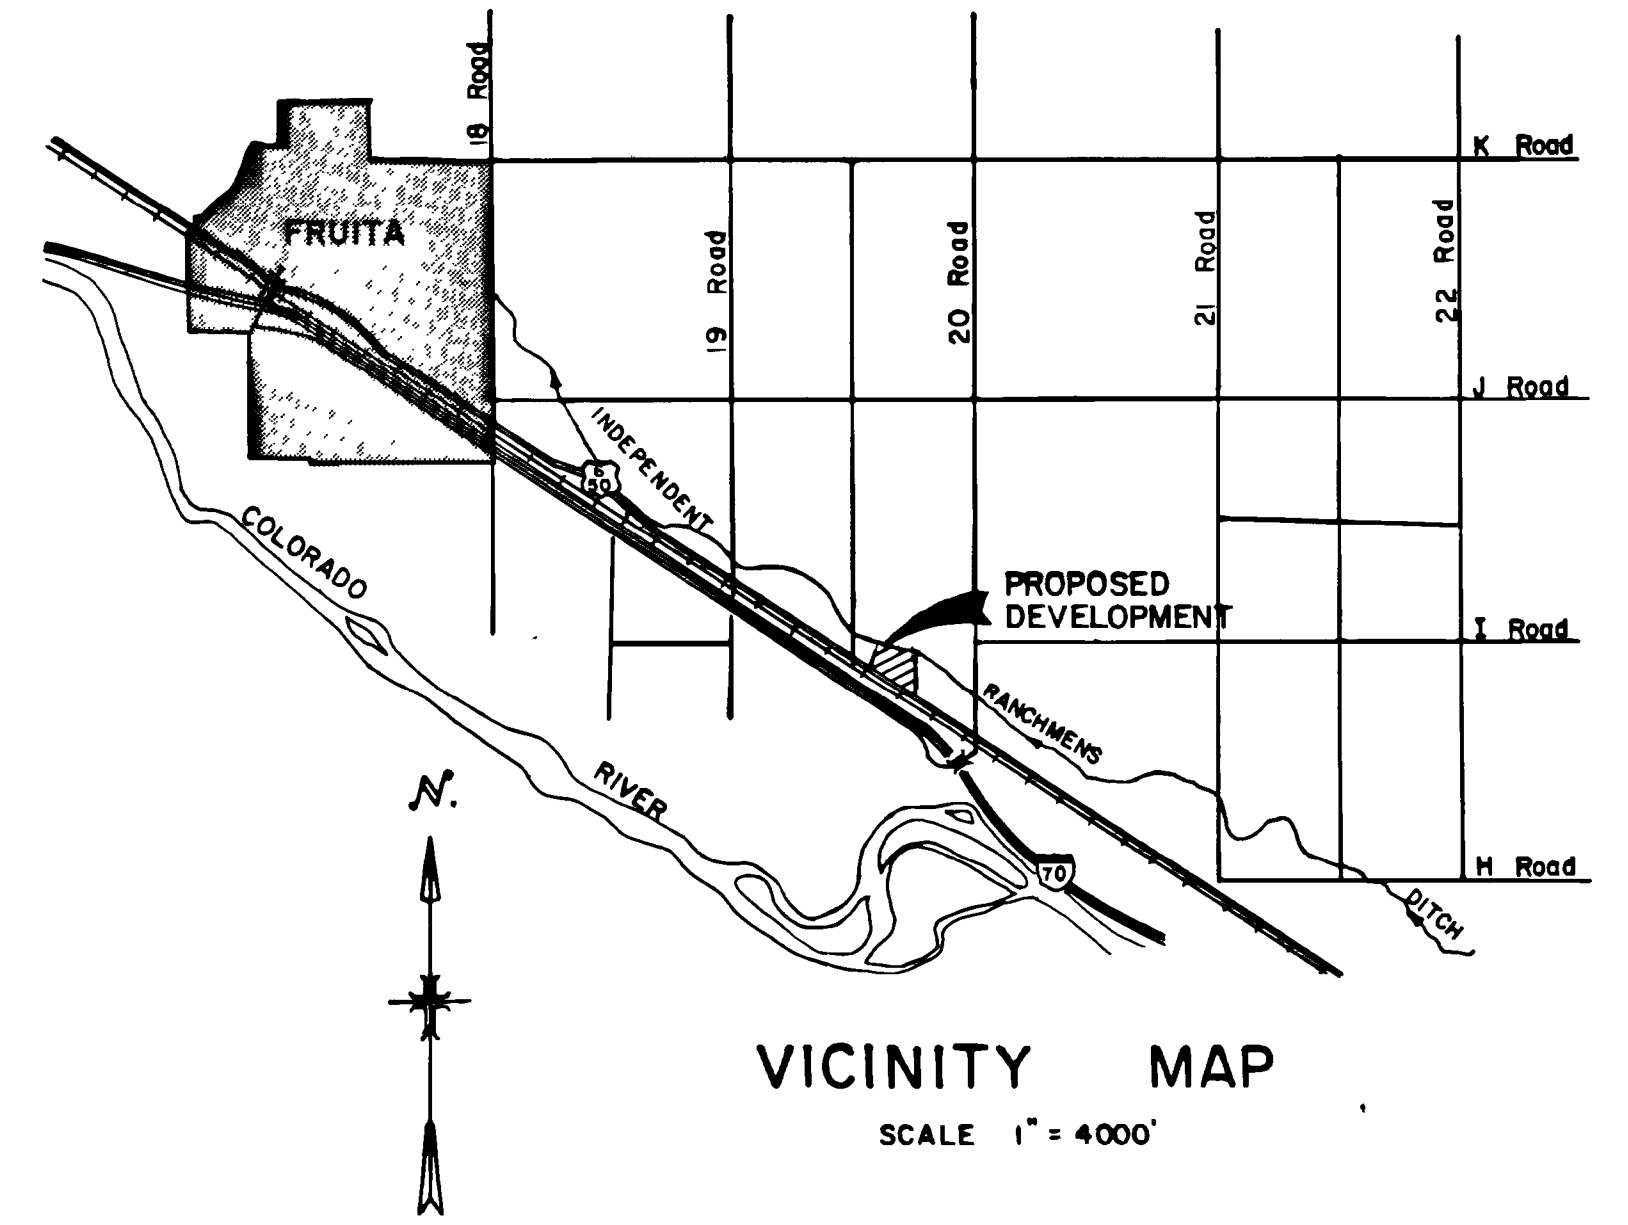 18 Road
K Road
FRUITA
19 Road
20 Road
21 Road
22 Road
J Road
INDEPENDENT
6
50
COLORADO
PROPOSED
DEVELOPMENT
I Road
RANCHMENS
N.
RIVER
70
H Road
DITCH
VICINITY MAP
SCALE 1" = 4000'